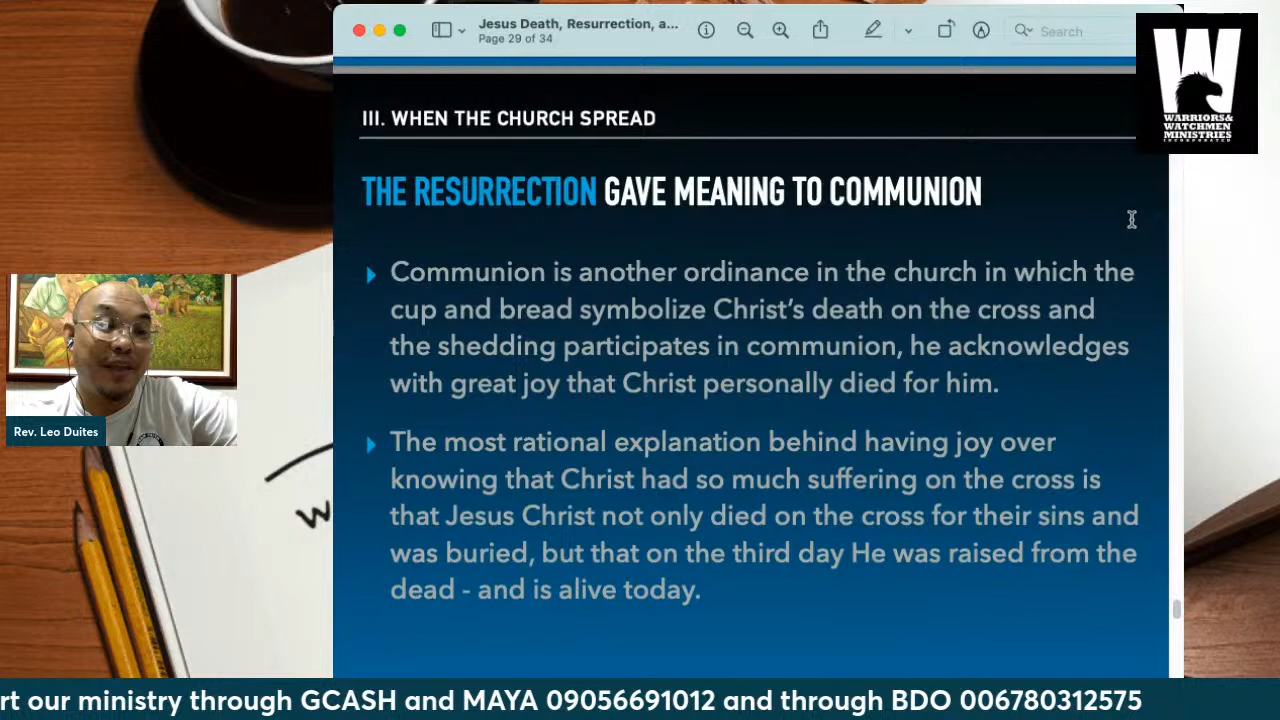 Jesus Death, Resurrection, a...
Page 29 of 34
Search
WARRIORS&
WATCHMEN
MINISTRIES
INCORPORATED
III. WHEN THE CHURCH SPREAD
THE RESURRECTION GAVE MEANING TO COMMUNION
Communion is another ordinance in the church in which the
cup and bread symbolize Christ's death on the cross and
the shedding participates in communion, he acknowledges
with great joy that Christ personally died for him.
The most rational explanation behind having joy over
knowing that Christ had so much suffering on the cross is
that Jesus Christ not only died on the cross for their sins and
was buried, but that on the third day He was raised from the
dead - and is alive today.
Rev. Leo Duites
W
rt our ministry through GCASH and MAYA 09056691012 and through BDO 006780312575